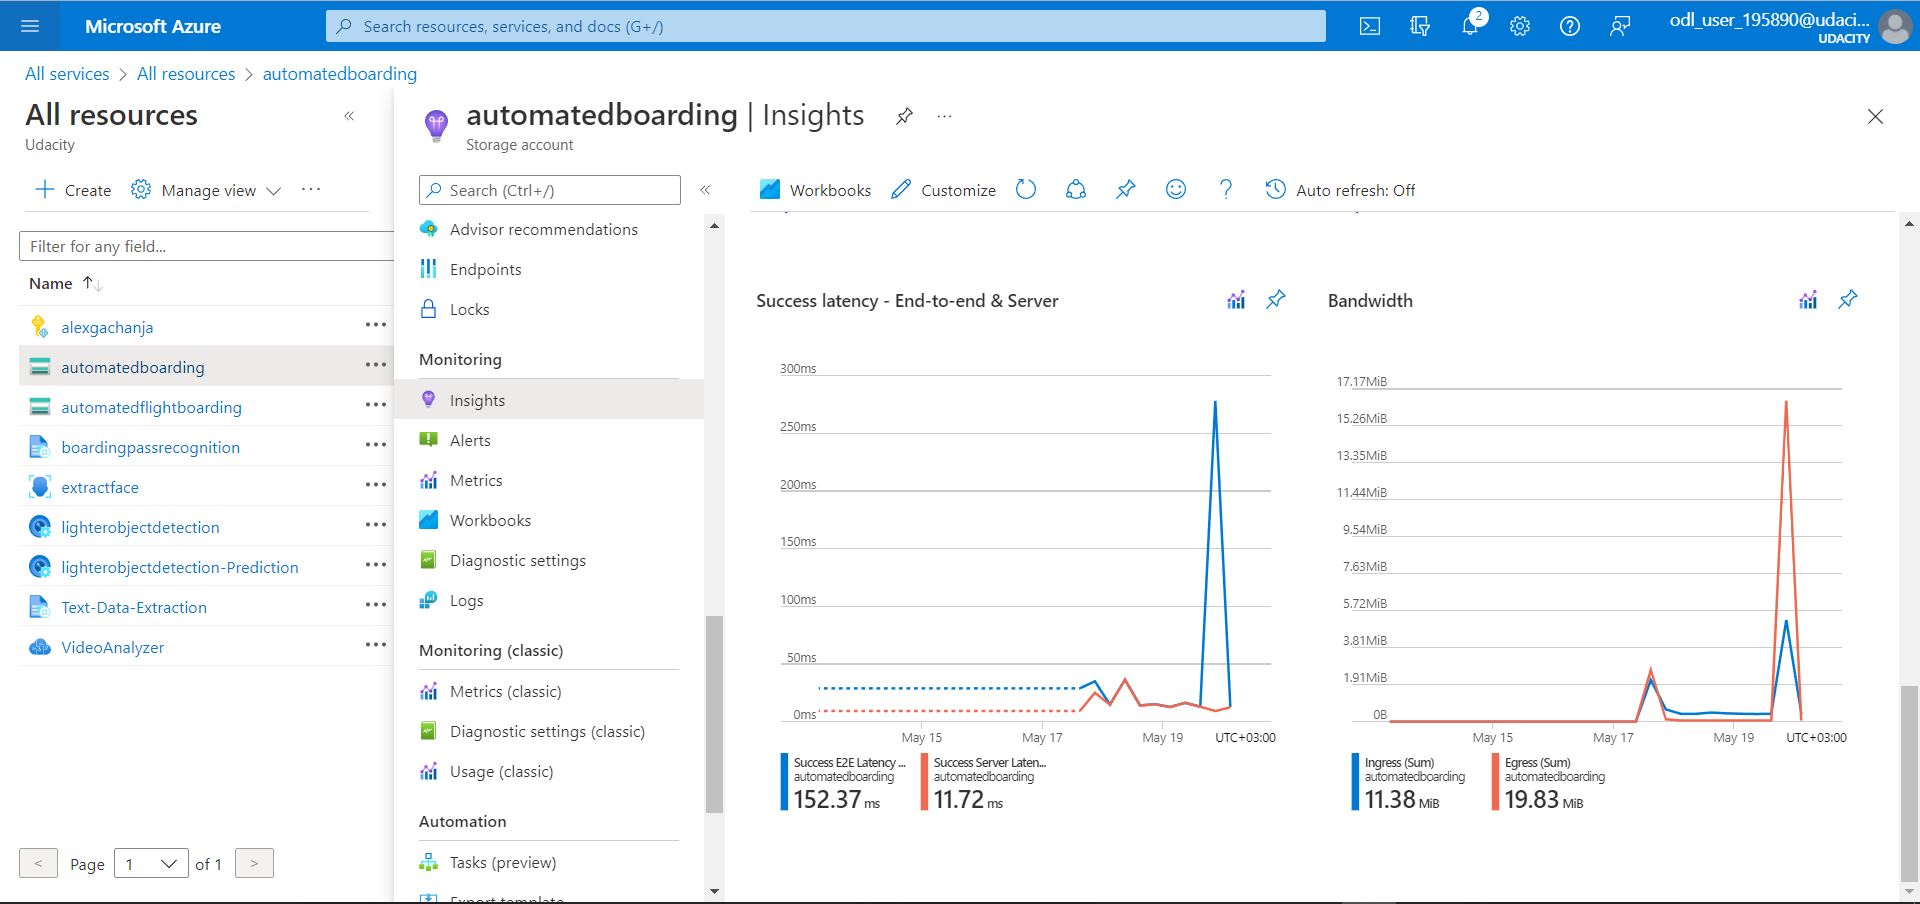 Microsoft Azure
Search resources, services, and docs (G+/)
2
odl_user_195890@udaci...
UDACITY
All services > All resources > automatedboarding
All resources
«
Udacity
Create
Manage view
...
Filter for any field...
Name
alexgachanja
automatedboarding
automatedflightboarding
boardingpassrecognition
extractface
lighterobjectdetection
lighterobjectdetection-Prediction
Text-Data-Extraction
VideoAnalyzer
< Page 1 of 1 >
automatedboarding | Insights
...
Storage account
Search (Ctrl+/)
«
Advisor recommendations
Endpoints
Locks
Monitoring
Insights
Alerts
Metrics
Workbooks
Diagnostic settings
Logs
Monitoring (classic)
Metrics (classic)
Diagnostic settings (classic)
Usage (classic)
Automation
Tasks (preview)
Export template
Workbooks
Customize
?
Auto refresh: Off
Success latency - End-to-end & Server
300ms
250ms
200ms
150ms
100ms
50ms
0ms
May 15 May 17 May 19 UTC+03:00
Success E2E Latency ...
automatedboarding
152.37 ms
Success Server Laten...
automatedboarding
11.72 ms
Bandwidth
17.17MiB
15.26MiB
13.35MiB
11.44MiB
9.54MiB
7.63MiB
5.72MiB
3.81MiB
1.91MiB
0B
May 15 May 17 May 19 UTC+03:00
Ingress (Sum)
automatedboarding
11.38 MiB
Egress (Sum)
automatedboarding
19.83 MiB